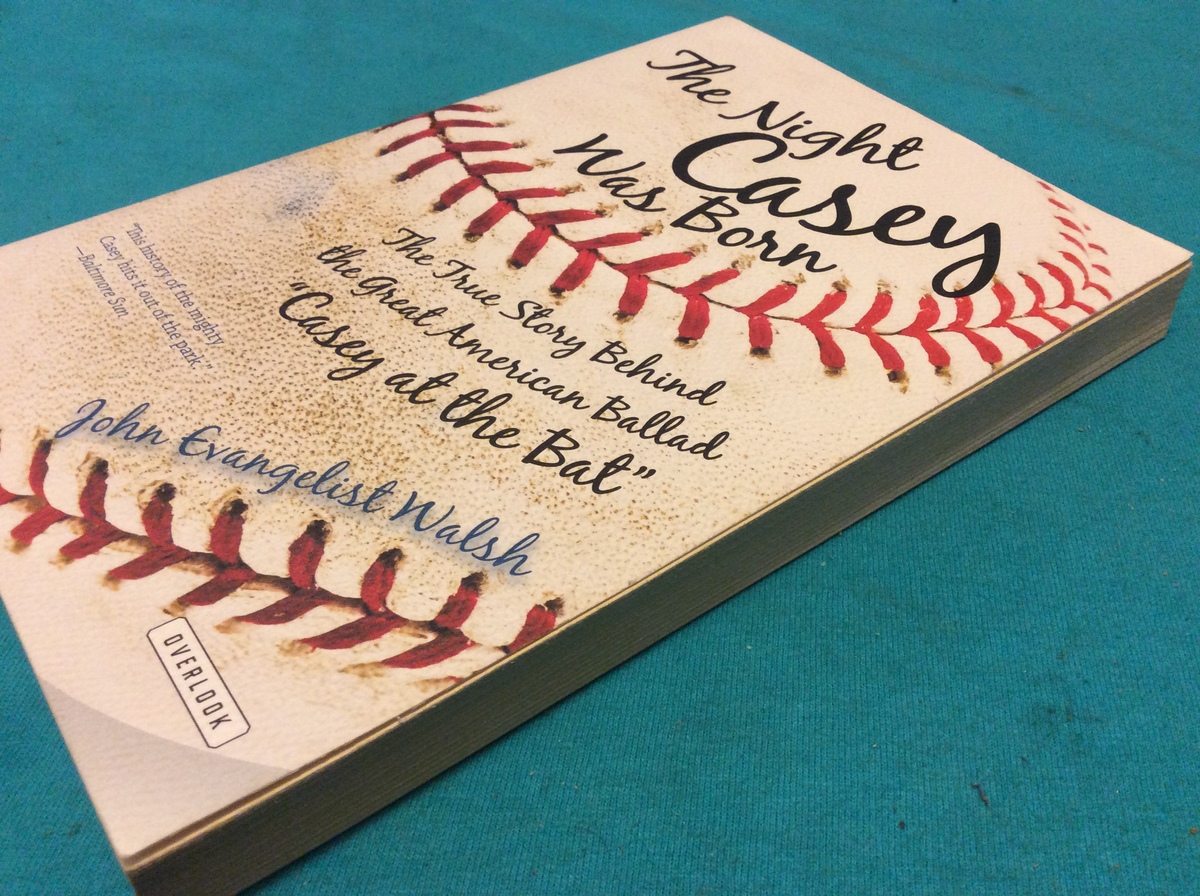 The Night
Casey
Was Born
The True Story Behind
the Great American Ballad
"Casey at the Bat"
"This history of the mighty
Casey hits it out of the park."
—Baltimore Sun
John Evangelist Walsh
OVERLOOK